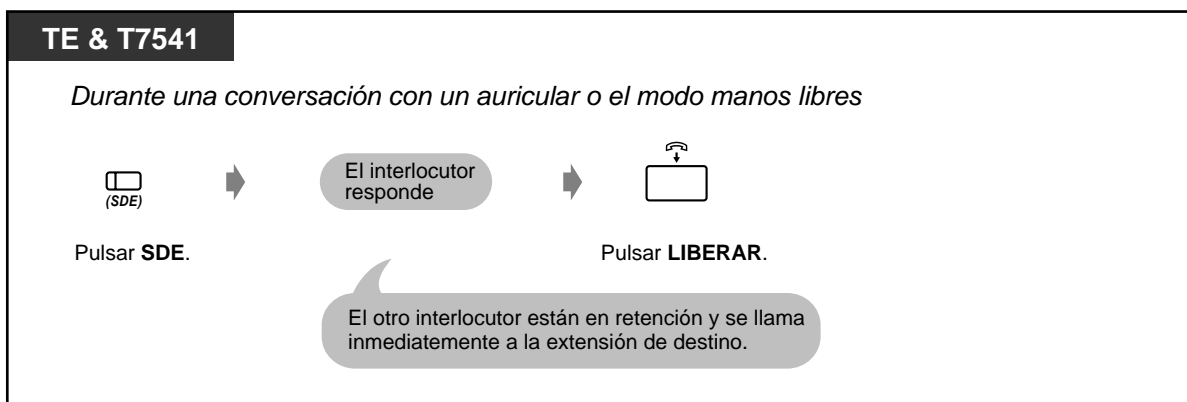 TE & T7541
Durante una conversación con un auricular o el modo manos libres
(SDE)
El interlocutor
responde
Pulsar SDE.
Pulsar LIBERAR.
El otro interlocutor están en retención y se llama
inmediatemente a la extensión de destino.